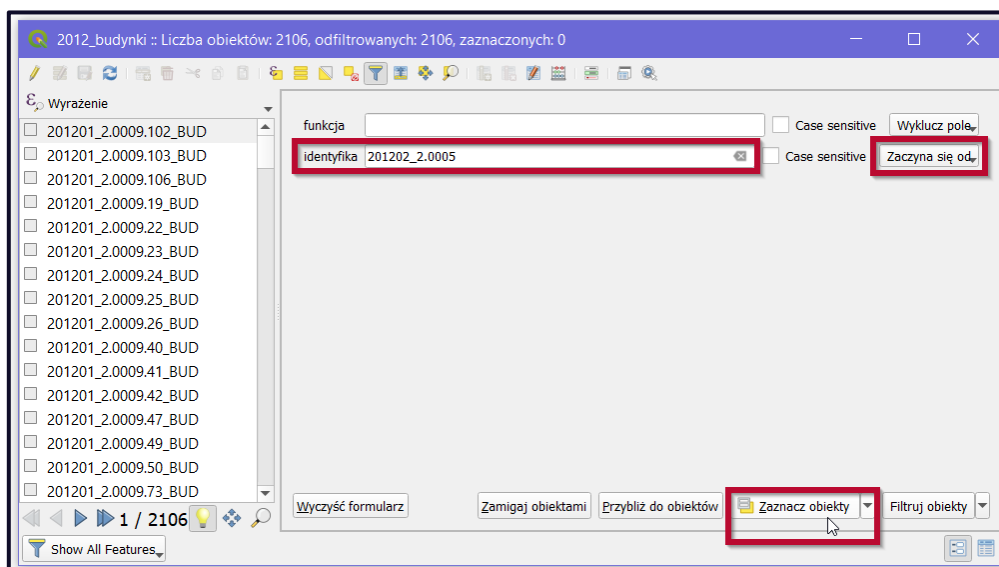 2012_budynki :: Liczba obiektów: 2106, odfiltrowanych: 2106, zaznaczonych: 0
Wyrażenie
201201_2.0009.102_BUD
201201_2.0009.103_BUD
201201_2.0009.106_BUD
201201_2.0009.19_BUD
201201_2.0009.22_BUD
201201_2.0009.23_BUD
201201_2.0009.24_BUD
201201_2.0009.25_BUD
201201_2.0009.26_BUD
201201_2.0009.40_BUD
201201_2.0009.41_BUD
201201_2.0009.42_BUD
201201_2.0009.47_BUD
201201_2.0009.49_BUD
201201_2.0009.50_BUD
201201_2.0009.73_BUD
1 / 2106
Show All Features
funkcja Case sensitive Wyklucz pole
identyfika 201202_2.0005 Case sensitive Zaczyna się od
Wyczyść formularz Zamigaj obiektami Przybliż do obiektów Zaznacz obiekty Filtruj obiekty